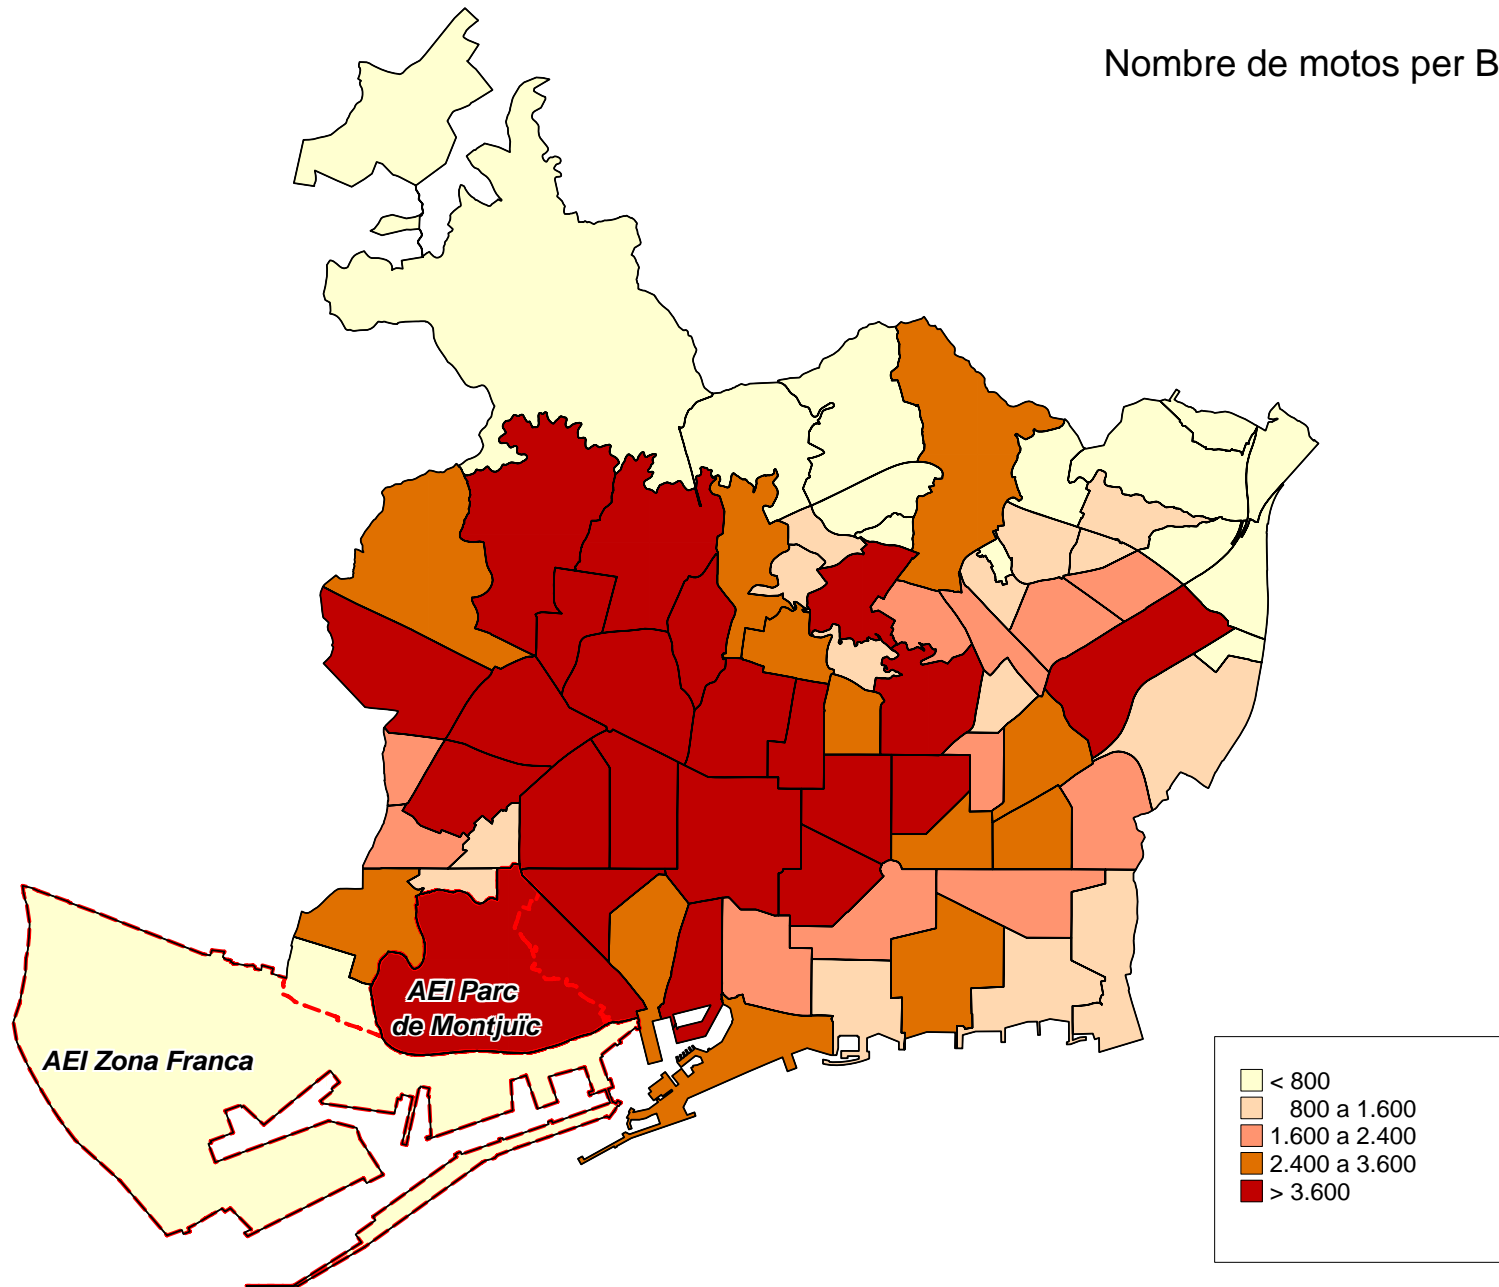 Nombre de motos per B
AEI Parc
de Montjuïc
AEI Zona Franca
< 800
800 a 1.600
1.600 a 2.400
2.400 a 3.600
> 3.600